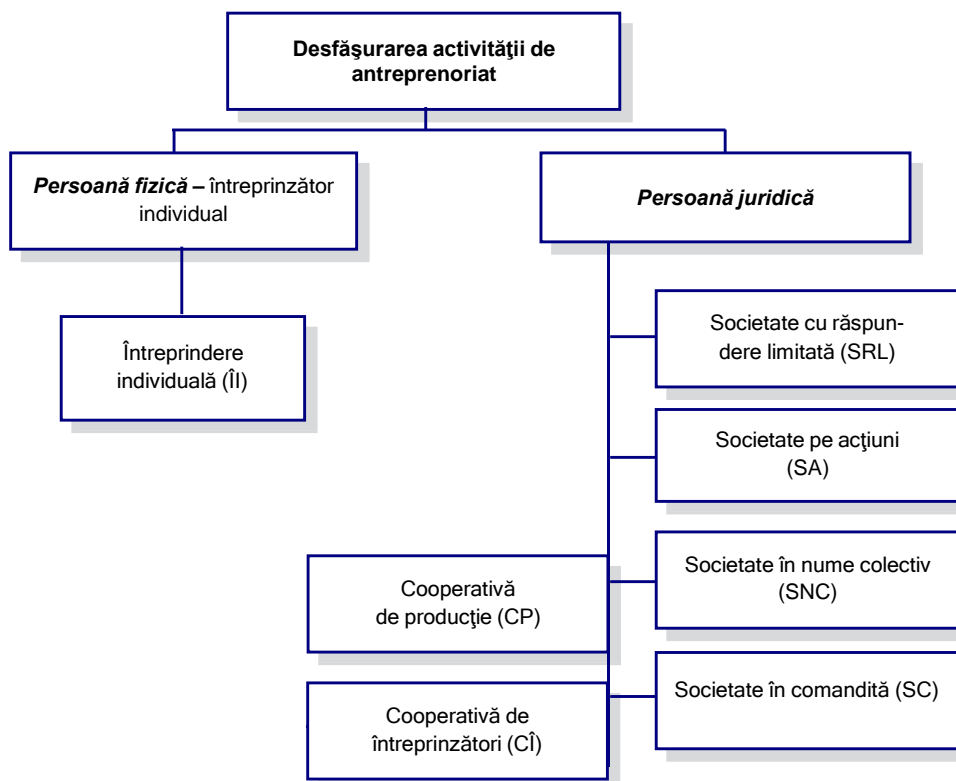 Desfăşurarea activităţii de
antreprenoriat
Persoană fizică – întreprinzător
individual
Persoană juridică
Întreprindere
individuală (ÎI)
Societate cu răspun-
dere limitată (SRL)
Societate pe acţiuni
(SA)
Societate în nume colectiv
(SNC)
Cooperativă
de producţie (CP)
Societate în comandită (SC)
Cooperativă de
întreprinzători (CÎ)